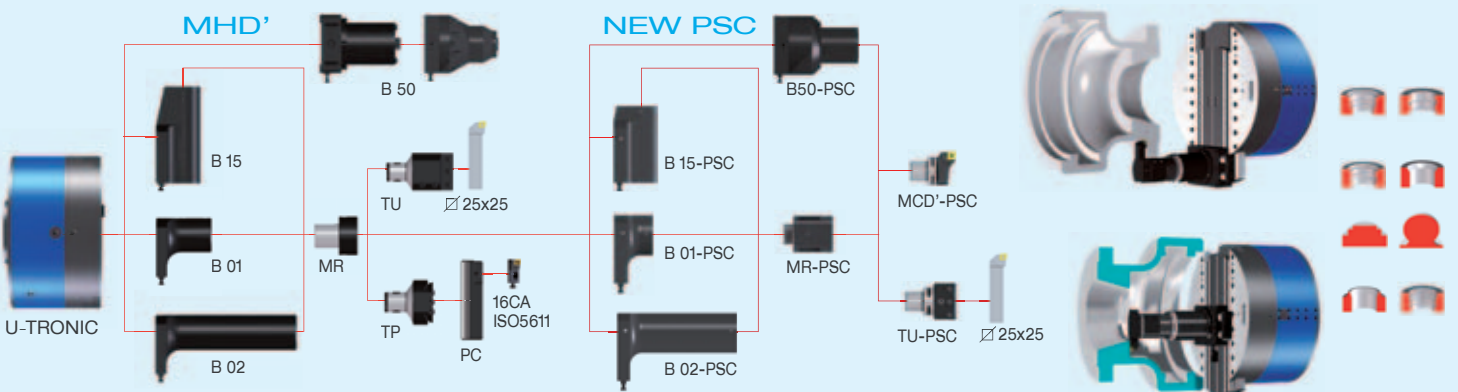 MHD'
NEW PSC
B 50
B50-PSC
B 15
B 15-PSC
TU
25x25
MCD'-PSC
B 01
MR
B 01-PSC
MR-PSC
16CA
ISO5611
U-TRONIC
TP
PC
TU-PSC
25x25
B 02
B 02-PSC